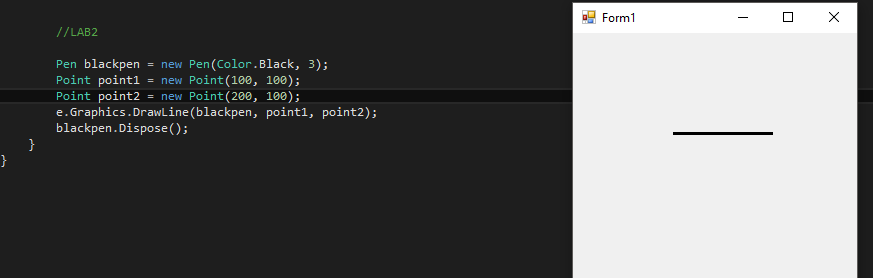 //LAB2
Pen blackpen = new Pen(Color.Black, 3);
Point point1 = new Point(100, 100);
Point point2 = new Point(200, 100);
e.Graphics.DrawLine(blackpen, point1, point2);
blackpen.Dispose();
}
}
Form1